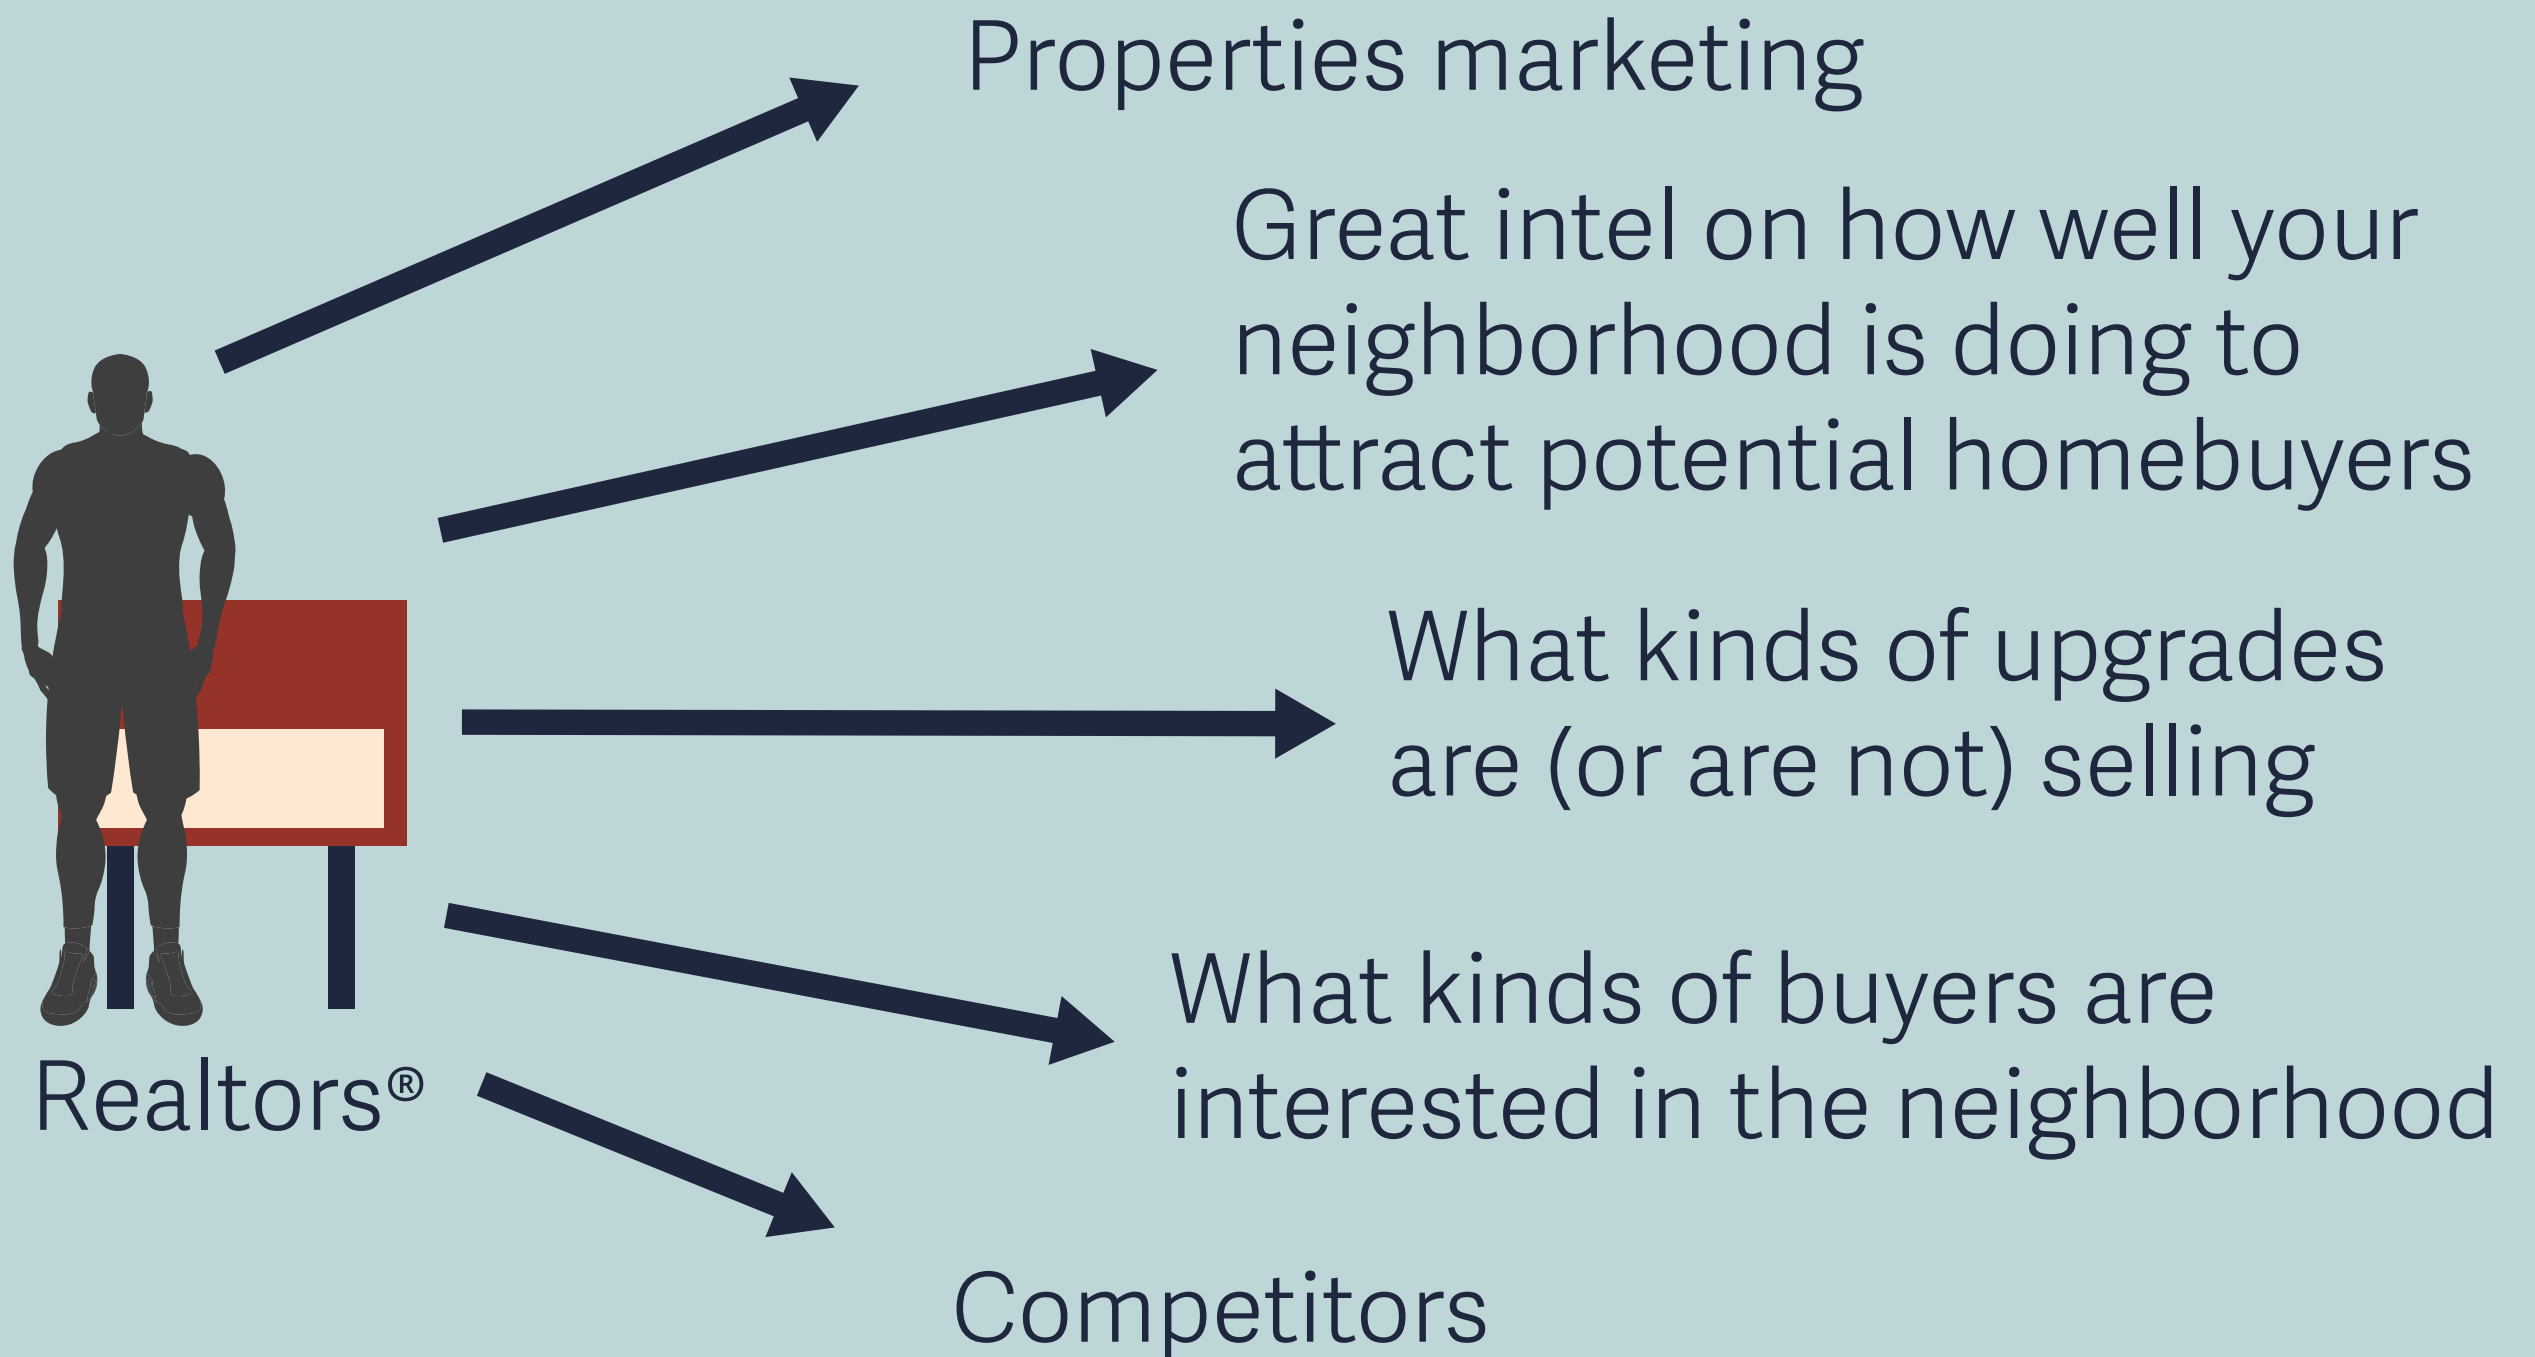 Properties marketing
Great intel on how well your
neighborhood is doing to
attract potential homebuyers
What kinds of upgrades
are (or are not) selling
What kinds of buyers are
interested in the neighborhood
Realtors®
Competitors